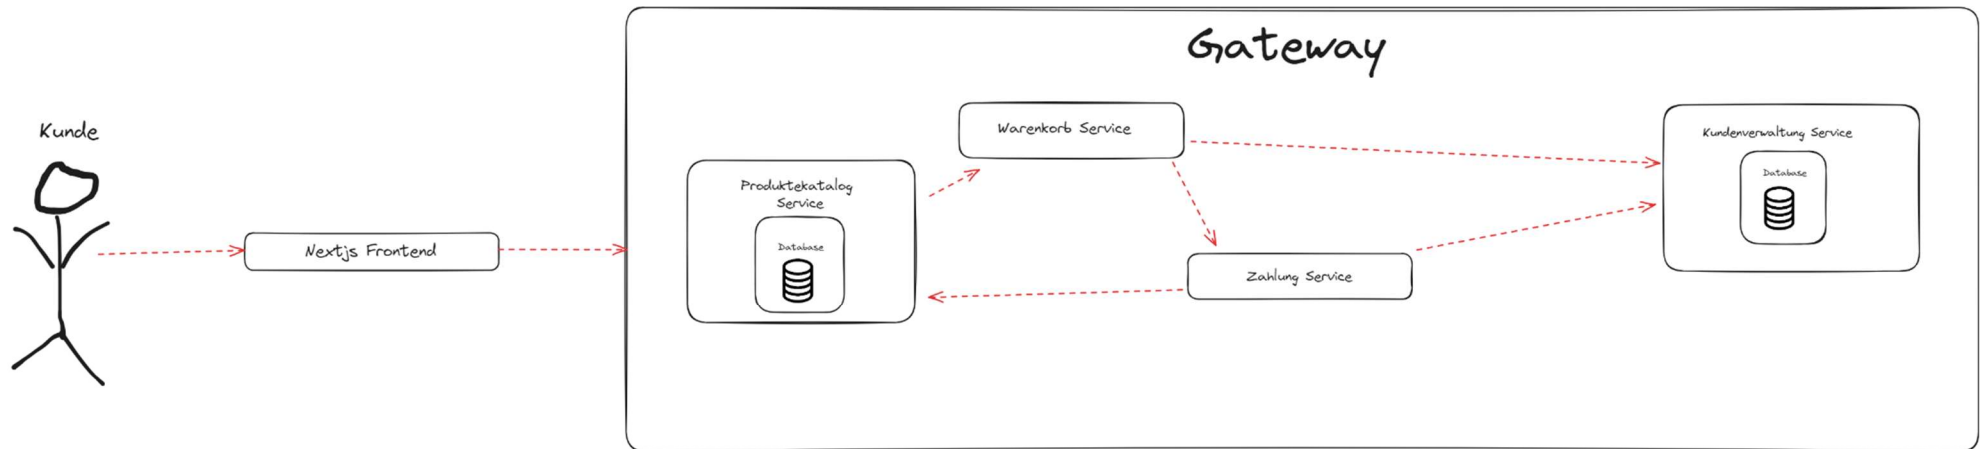 Gateway
Kunde
Nextjs Frontend
Produktekatalog
Service
Database
Warenkorb Service
Zahlung Service
Kundenverwaltung Service
Database